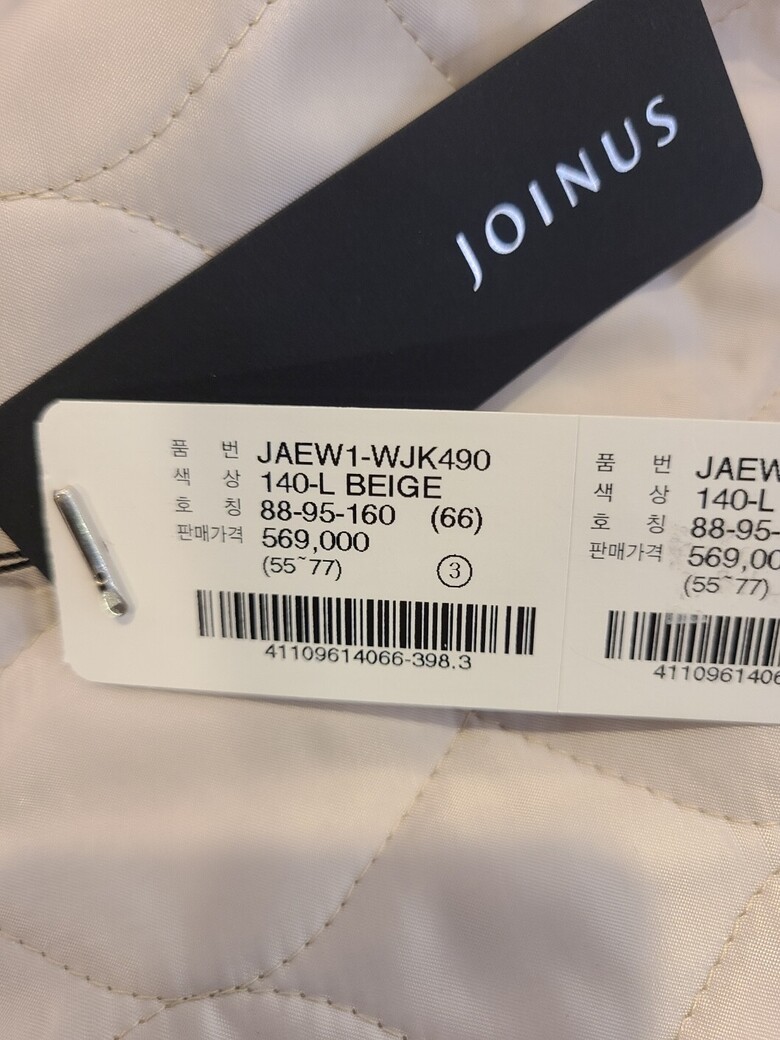 JOINUS
품 번 JAEW1-WJK490
색 상 140-L BEIGE
호 칭 88-95-160 (66)
판매가격 569,000
(55~77) ③
41109614066-398.3
품 번 JAEW
색 상 140-L
호 칭 88-95-
판매가격 569,00
(55~77)
4110961406